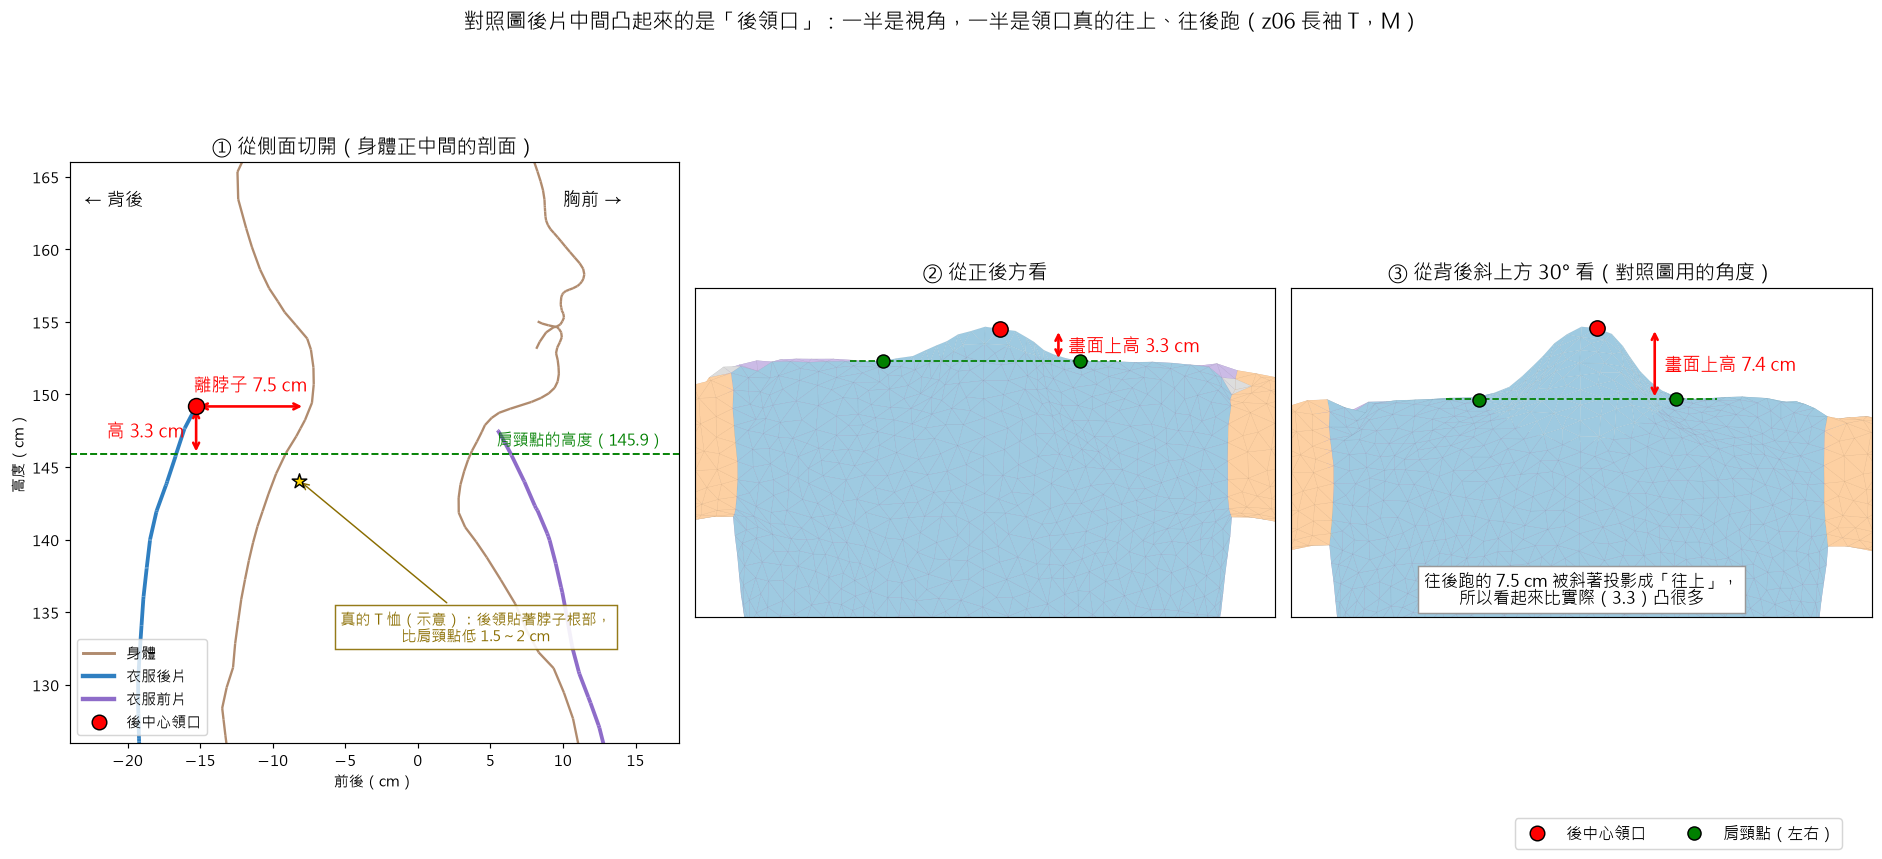 對照圖後片中間凸起來的是「後領口」：一半是視角，一半是領口真的往上、往後跑（z06 長袖 T，M）
① 從側面切開（身體正中間的剖面）
← 背後
胸前 →
165
160
155
150
145
140
135
130
高度（cm）
離脖子 7.5 cm
高 3.3 cm
肩頸點的高度（145.9）
真的 T 恤（示意）：後領貼著脖子根部，
比肩頸點低 1.5～2 cm
身體
衣服後片
衣服前片
後中心領口
−20
−15
−10
−5
0
5
10
15
前後（cm）
② 從正後方看
畫面上高 3.3 cm
③ 從背後斜上方 30° 看（對照圖用的角度）
畫面上高 7.4 cm
往後跑的 7.5 cm 被斜著投影成「往上」，
所以看起來比實際（3.3）凸很多
後中心領口
肩頸點（左右）